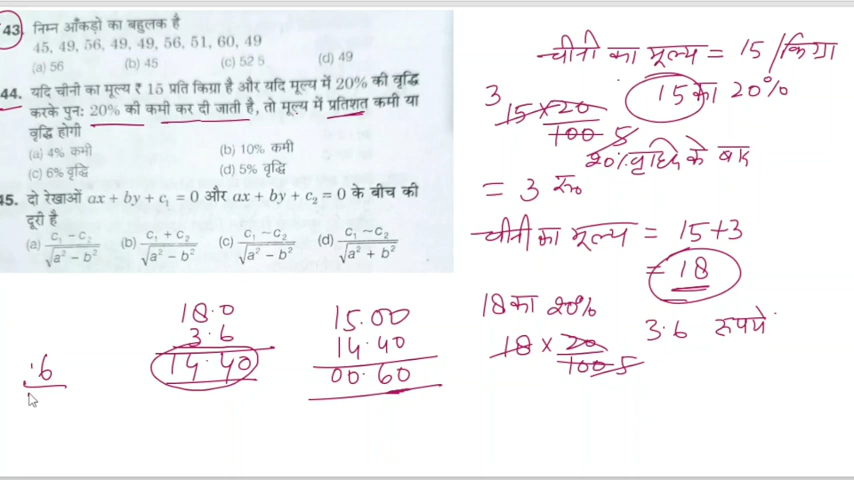 43. निम्न आँकड़ो का बहुलक है
45, 49, 56, 49, 49, 56, 51, 60, 49
(a) 56 (b) 45 (c) 52 5 (d) 49
44. यदि चीनी का मूल्य ₹ 15 प्रति किग्रा है और यदि मूल्य में 20% की वृद्धि
करके पुन: 20% की कमी कर दी जाती है, तो मूल्य में प्रतिशत कमी या
वृद्धि होगी
(a) 4% कमी (b) 10% कमी
(c) 6% वृद्धि (d) 5% वृद्धि
45. दो रेखाओं ax + by + c₁ = 0 और ax + by + c₂ = 0 के बीच की
दूरी है
(a) c₁ − c₂ / √a² − b² (b) c₁ + c₂ / √a² − b² (c) c₁ ~ c₂ / √a² − b² (d) c₁ ~ c₂ / √a² + b²
चीनी का मूल्य = 15 /किग्रा
15 का 20%
3
15 × 20
100 5
20% वृद्धि के बाद
= 3 रू०
चीनी का मूल्य = 15 + 3
= 18
18 का 20%
18 × 20
100 5
3.6 रुपये
18.0
3.6
14.40
15.00
14.40
00.60
.6